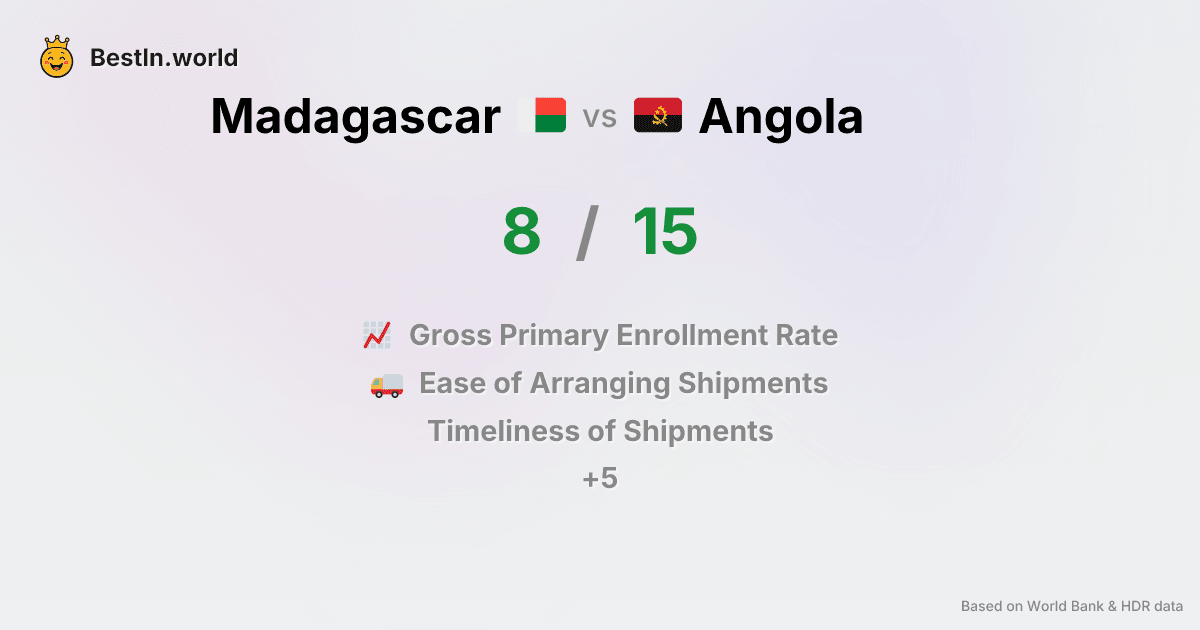 BestIn.world
Madagascar vs Angola
8 / 15
Gross Primary Enrollment Rate
Ease of Arranging Shipments
Timeliness of Shipments
+5
Based on World Bank & HDR data